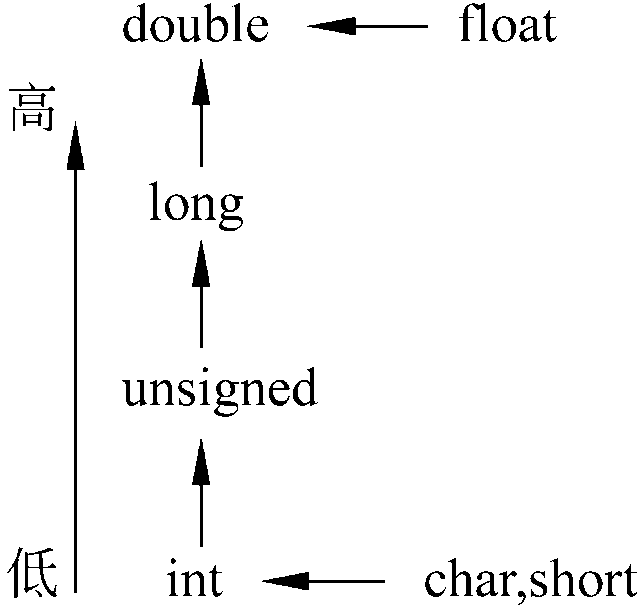 double float
高
long
unsigned
低 int char,short